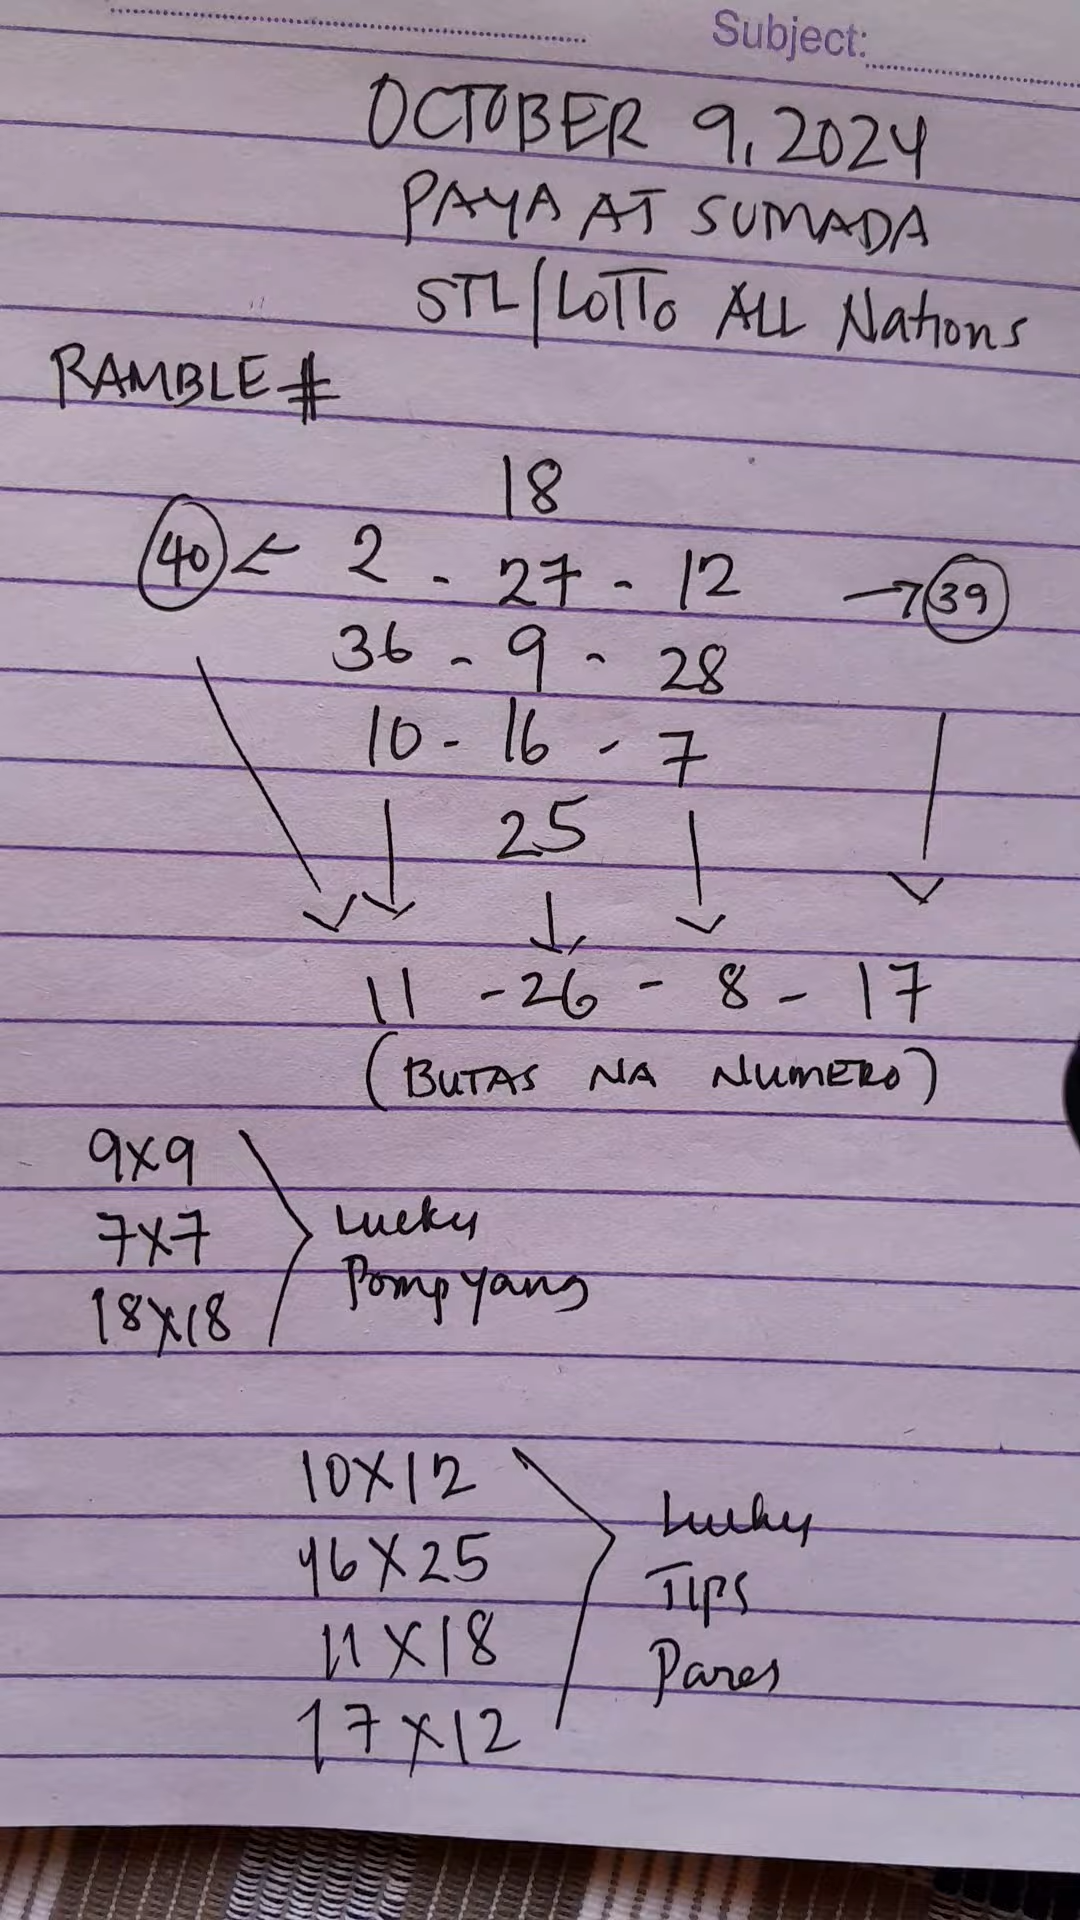 Subject:
OCTOBER 9, 2024
PAYA AT SUMADA
STL/LOTTO ALL Nations
RAMBLE #
18
40 ← 2 - 27 - 12 → 39
36 - 9 - 28
10 - 16 - 7
25
11 - 26 - 8 - 17
(BUTAS NA NUMERO)
9X9
7X7
18X18
Lucky
Pompyang
10X12
16X25
11X18
17X12
Lucky
TIPS
Pares